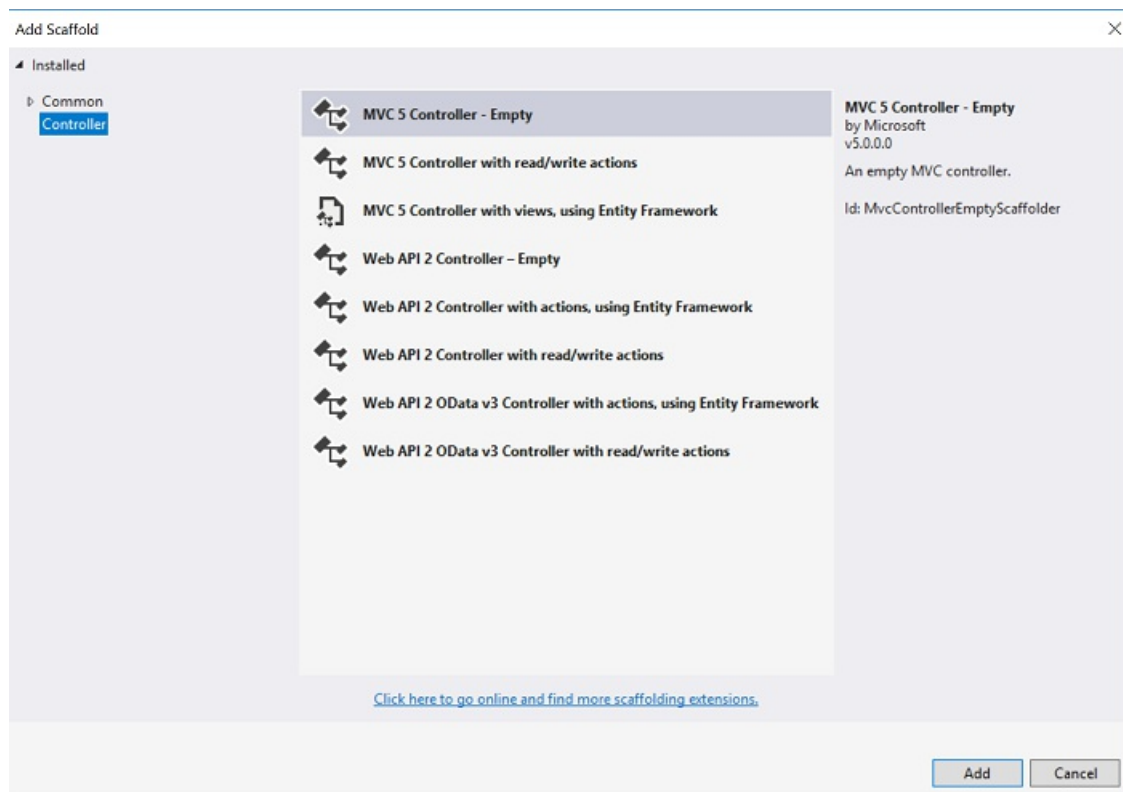 Add Scaffold
Installed
Common
Controller
MVC 5 Controller - Empty
MVC 5 Controller with read/write actions
MVC 5 Controller with views, using Entity Framework
Web API 2 Controller – Empty
Web API 2 Controller with actions, using Entity Framework
Web API 2 Controller with read/write actions
Web API 2 OData v3 Controller with actions, using Entity Framework
Web API 2 OData v3 Controller with read/write actions
MVC 5 Controller - Empty
by Microsoft
v5.0.0.0
An empty MVC controller.
Id: MvcControllerEmptyScaffolder
Click here to go online and find more scaffolding extensions.
Add
Cancel